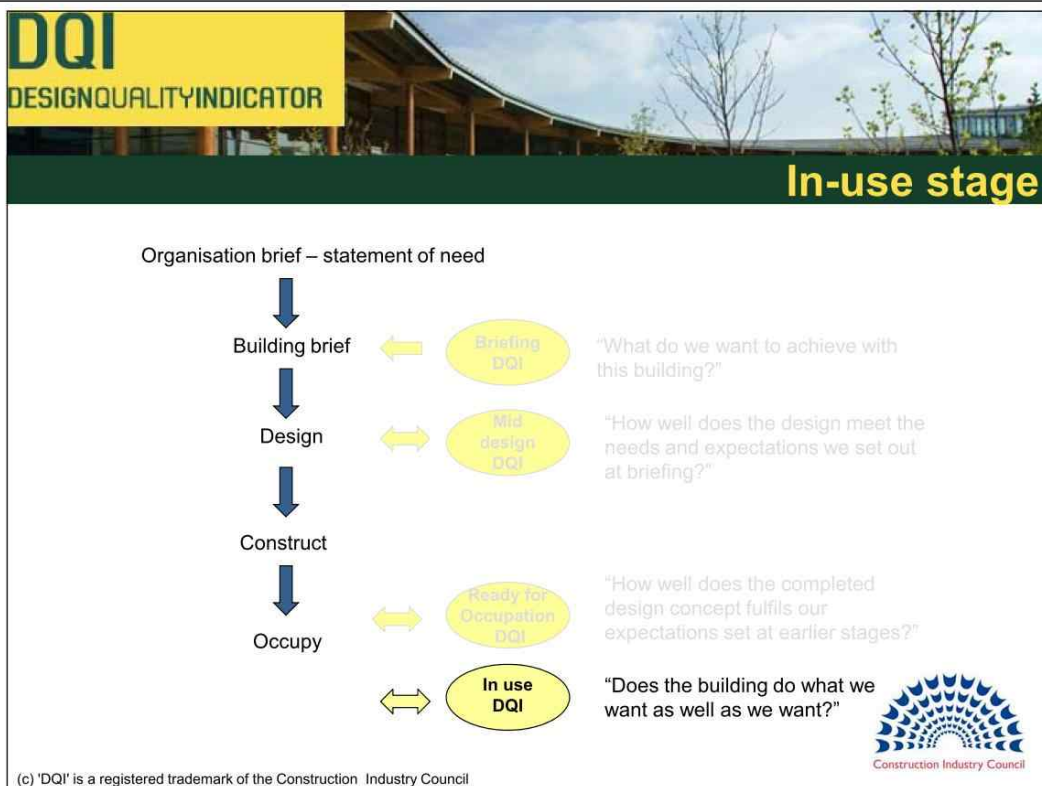 DQI
DESIGNQUALITYINDICATOR
In-use stage
Organisation brief – statement of need
Building brief
Briefing
DQI
“What do we want to achieve with
this building?”
Design
Mid
design
DQI
“How well does the design meet the
needs and expectations we set out
at briefing?”
Construct
Occupy
Ready for
Occupation
DQI
“How well does the completed
design concept fulfils our
expectations set at earlier stages?”
In use
DQI
“Does the building do what we
want as well as we want?”
Construction Industry Council
(c) 'DQI' is a registered trademark of the Construction Industry Council